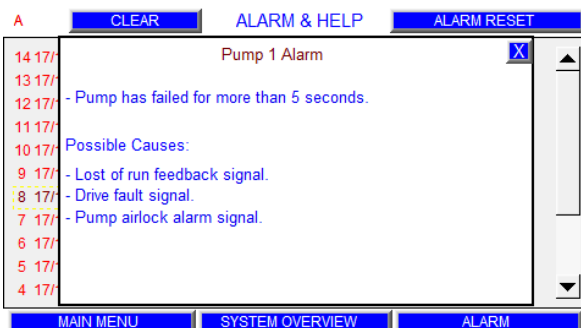 A CLEAR ALARM & HELP ALARM RESET
Pump 1 Alarm X
14 17/
13 17/
12 17/ - Pump has failed for more than 5 seconds.
11 17/
10 17/ Possible Causes:
9 17/ - Lost of run feedback signal.
8 17/ - Drive fault signal.
7 17/ - Pump airlock alarm signal.
6 17/
5 17/
4 17/
MAIN MENU SYSTEM OVERVIEW ALARM